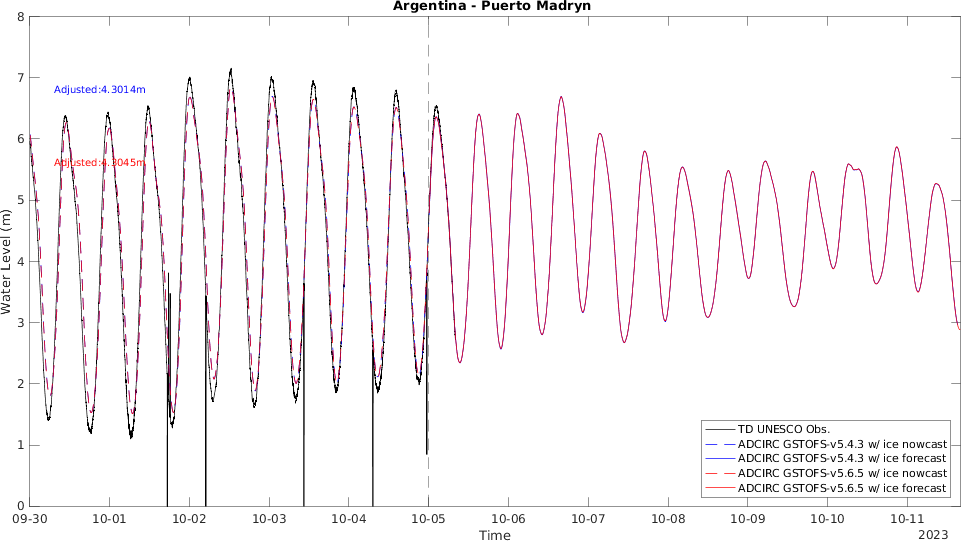 Argentina - Puerto Madryn
Water Level (m)
8
7
6
5
4
3
2
1
0
Adjusted:4.3014m
Adjusted:4.3045m
TD UNESCO Obs.
ADCIRC GSTOFS-v5.4.3 w/ ice nowcast
ADCIRC GSTOFS-v5.4.3 w/ ice forecast
ADCIRC GSTOFS-v5.6.5 w/ ice nowcast
ADCIRC GSTOFS-v5.6.5 w/ ice forecast
09-30 10-01 10-02 10-03 10-04 10-05 10-06 10-07 10-08 10-09 10-10 10-11
Time
2023